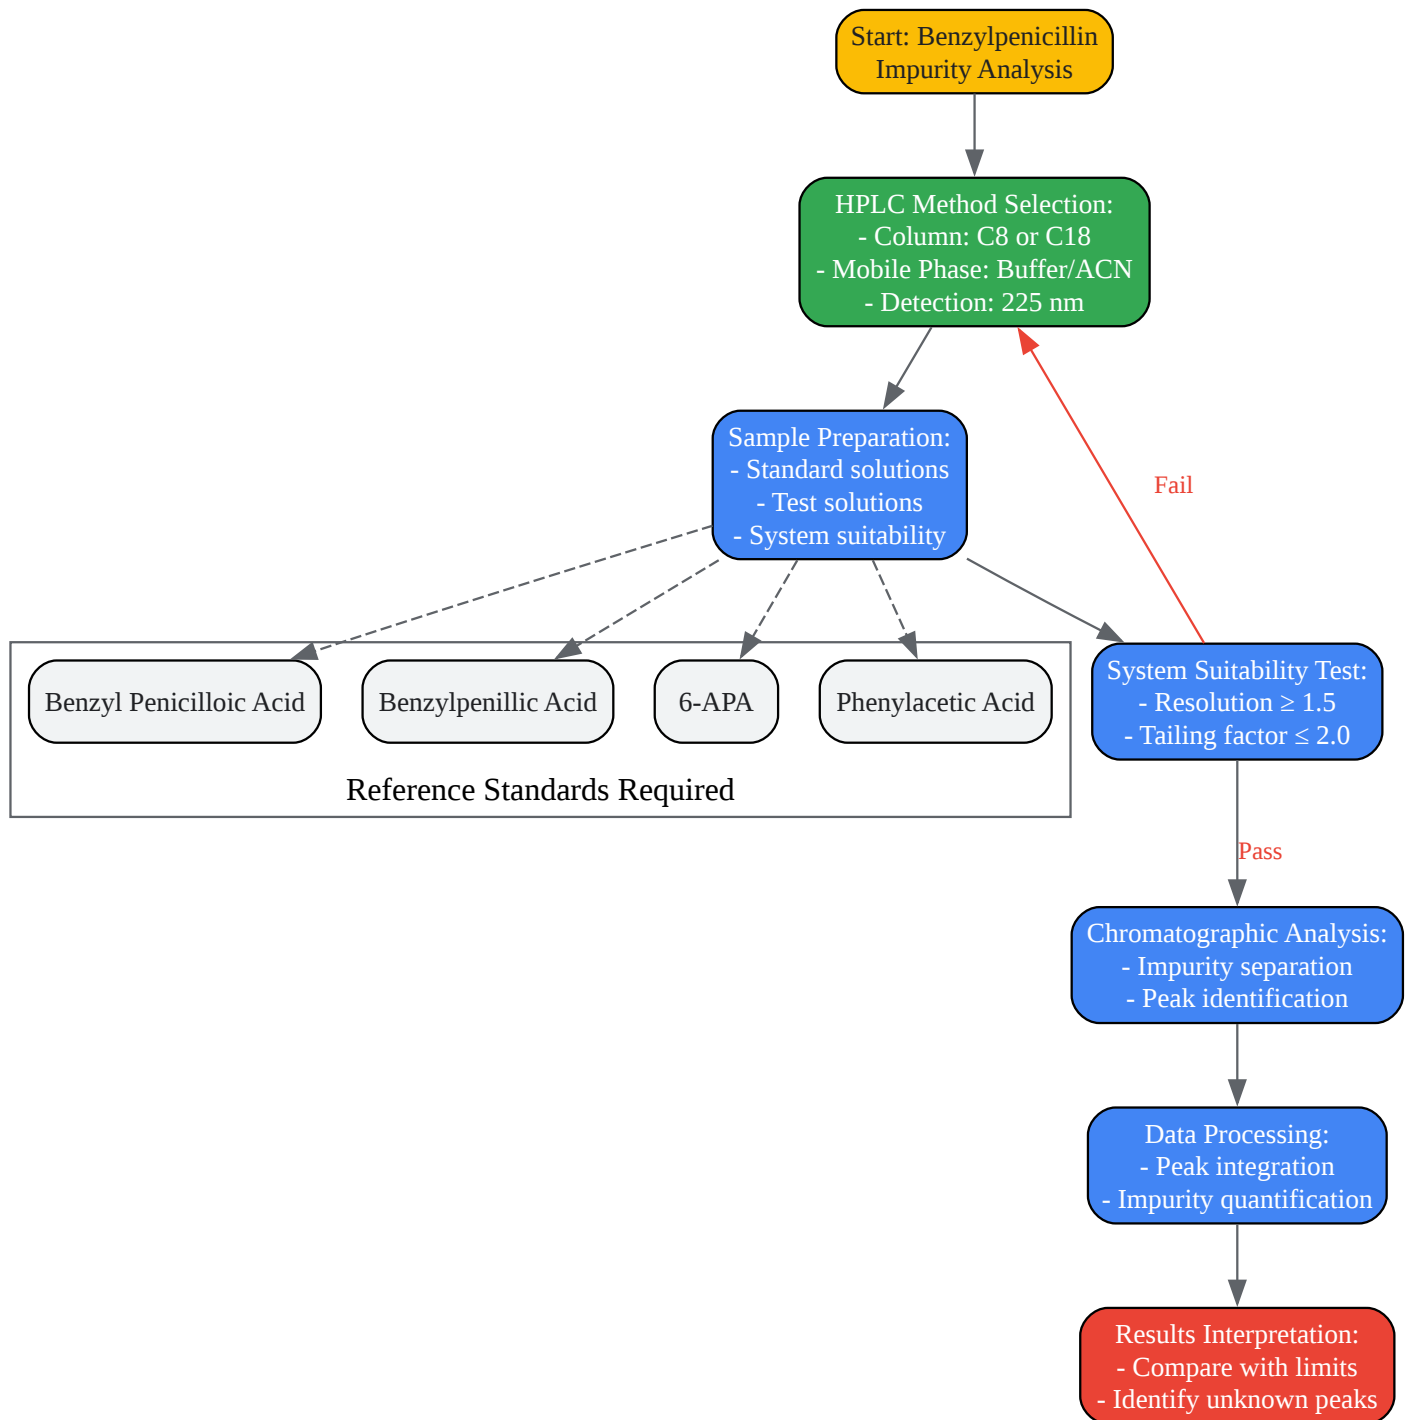 Start: Benzylpenicillin
Impurity Analysis
HPLC Method Selection:
- Column: C8 or C18
- Mobile Phase: Buffer/ACN
- Detection: 225 nm
Sample Preparation:
- Standard solutions
- Test solutions
- System suitability
Fail
Benzyl Penicilloic Acid
Benzylpenillic Acid
6-APA
Phenylacetic Acid
Reference Standards Required
System Suitability Test:
- Resolution ≥ 1.5
- Tailing factor ≤ 2.0
Pass
Chromatographic Analysis:
- Impurity separation
- Peak identification
Data Processing:
- Peak integration
- Impurity quantification
Results Interpretation:
- Compare with limits
- Identify unknown peaks